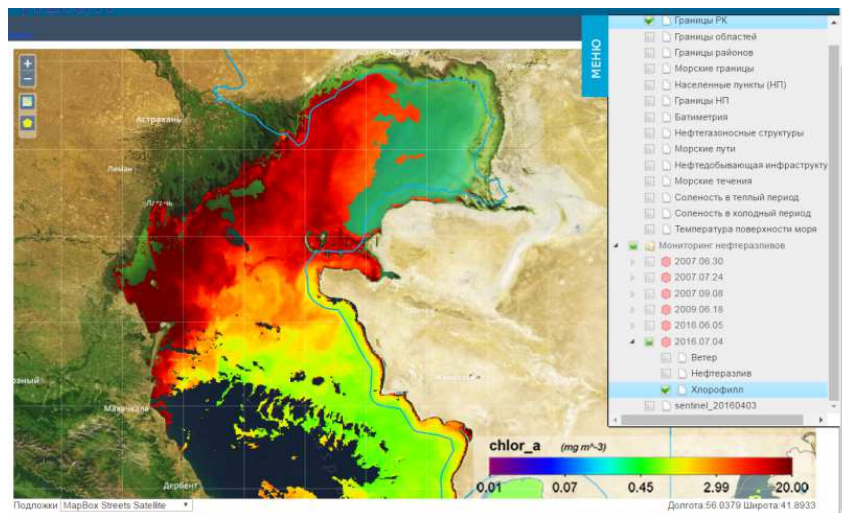 МЕНЮ
Границы РК
Границы областей
Границы районов
Морские границы
Населенные пункты (НП)
Границы НП
Батиметрия
Нефтегазоносные структуры
Морские пути
Нефтедобывающая инфраструкту
Морские течения
Соленость в теплый период
Соленость в холодный период
Температура поверхности моря
Мониторинг нефтеразливов
2007.06.30
2007.07.24
2007.09.08
2009.06.18
2016.06.05
2016.07.04
Ветер
Нефтеразлив
Хлорофилл
sentinel_20160403
+
−
Астрахань
Лиман
Лагань
озный
Махачкала
Дербент
chlor_a (mg m^-3)
0.01 0.07 0.45 2.99 20.00
Подложки MapBox Streets Satellite
Долгота:56.0379 Широта:41.8933